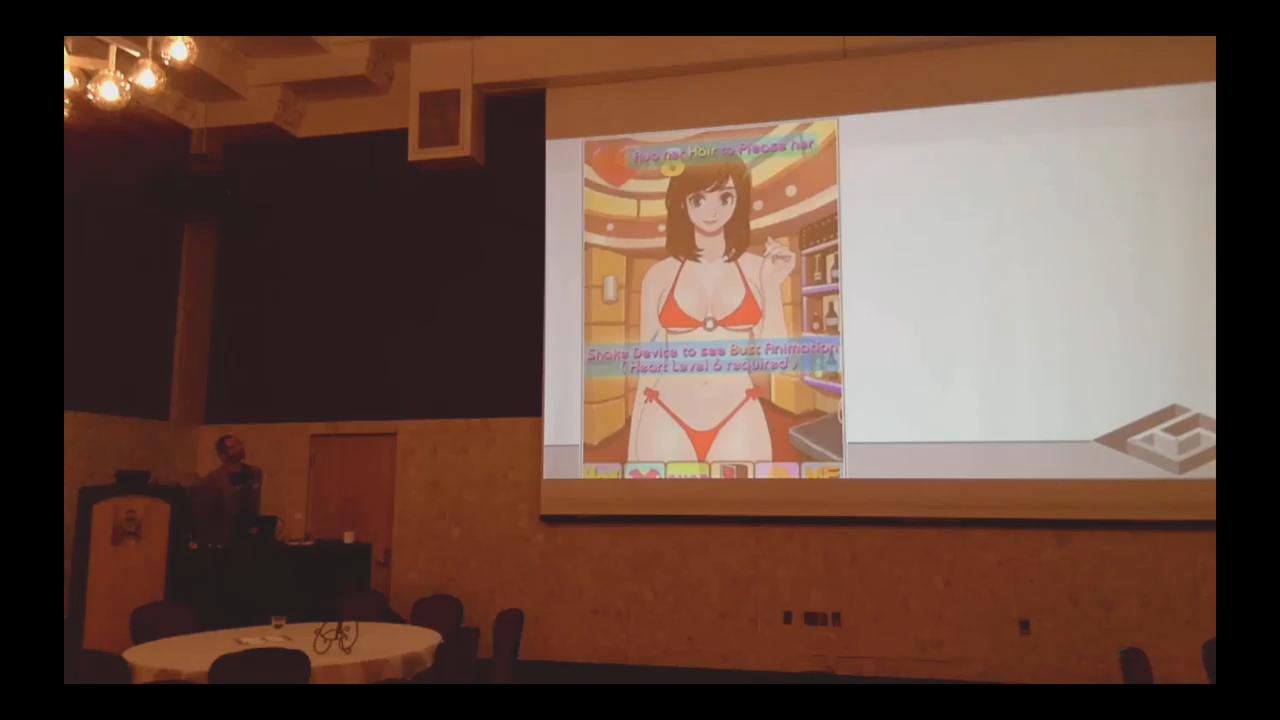 Rub her Hair to Please her
Shake Device to see Bust Animation
( Heart Level 6 required )